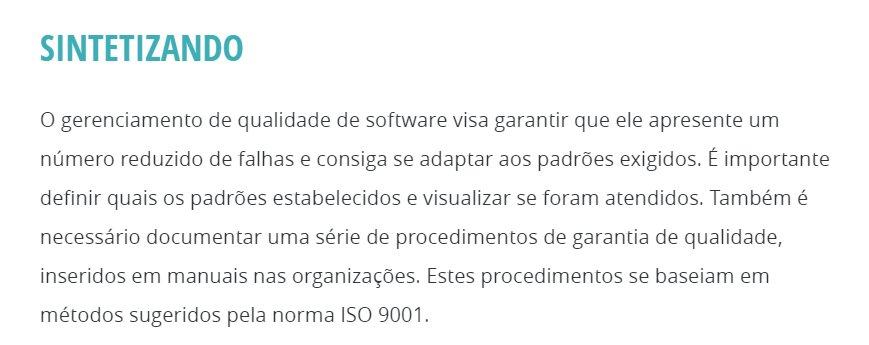 SINTETIZANDO
O gerenciamento de qualidade de software visa garantir que ele apresente um
número reduzido de falhas e consiga se adaptar aos padrões exigidos. É importante
definir quais os padrões estabelecidos e visualizar se foram atendidos. Também é
necessário documentar uma série de procedimentos de garantia de qualidade,
inseridos em manuais nas organizações. Estes procedimentos se baseiam em
métodos sugeridos pela norma ISO 9001.